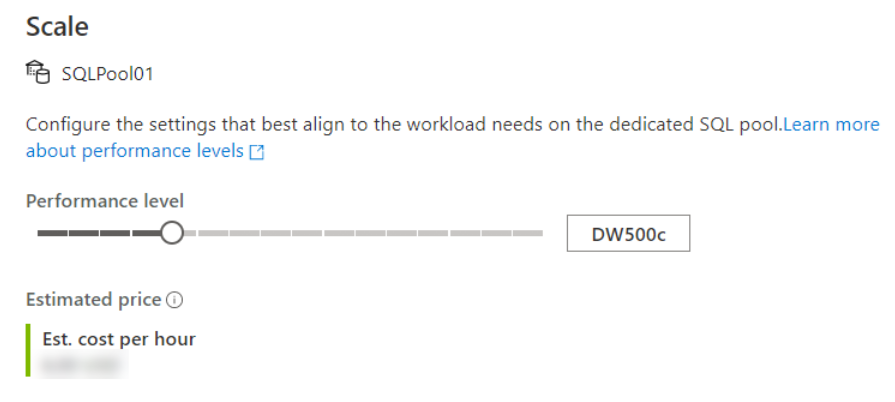 Scale
SQLPool01
Configure the settings that best align to the workload needs on the dedicated SQL pool.Learn more
about performance levels
Performance level
DW500c
Estimated price
Est. cost per hour